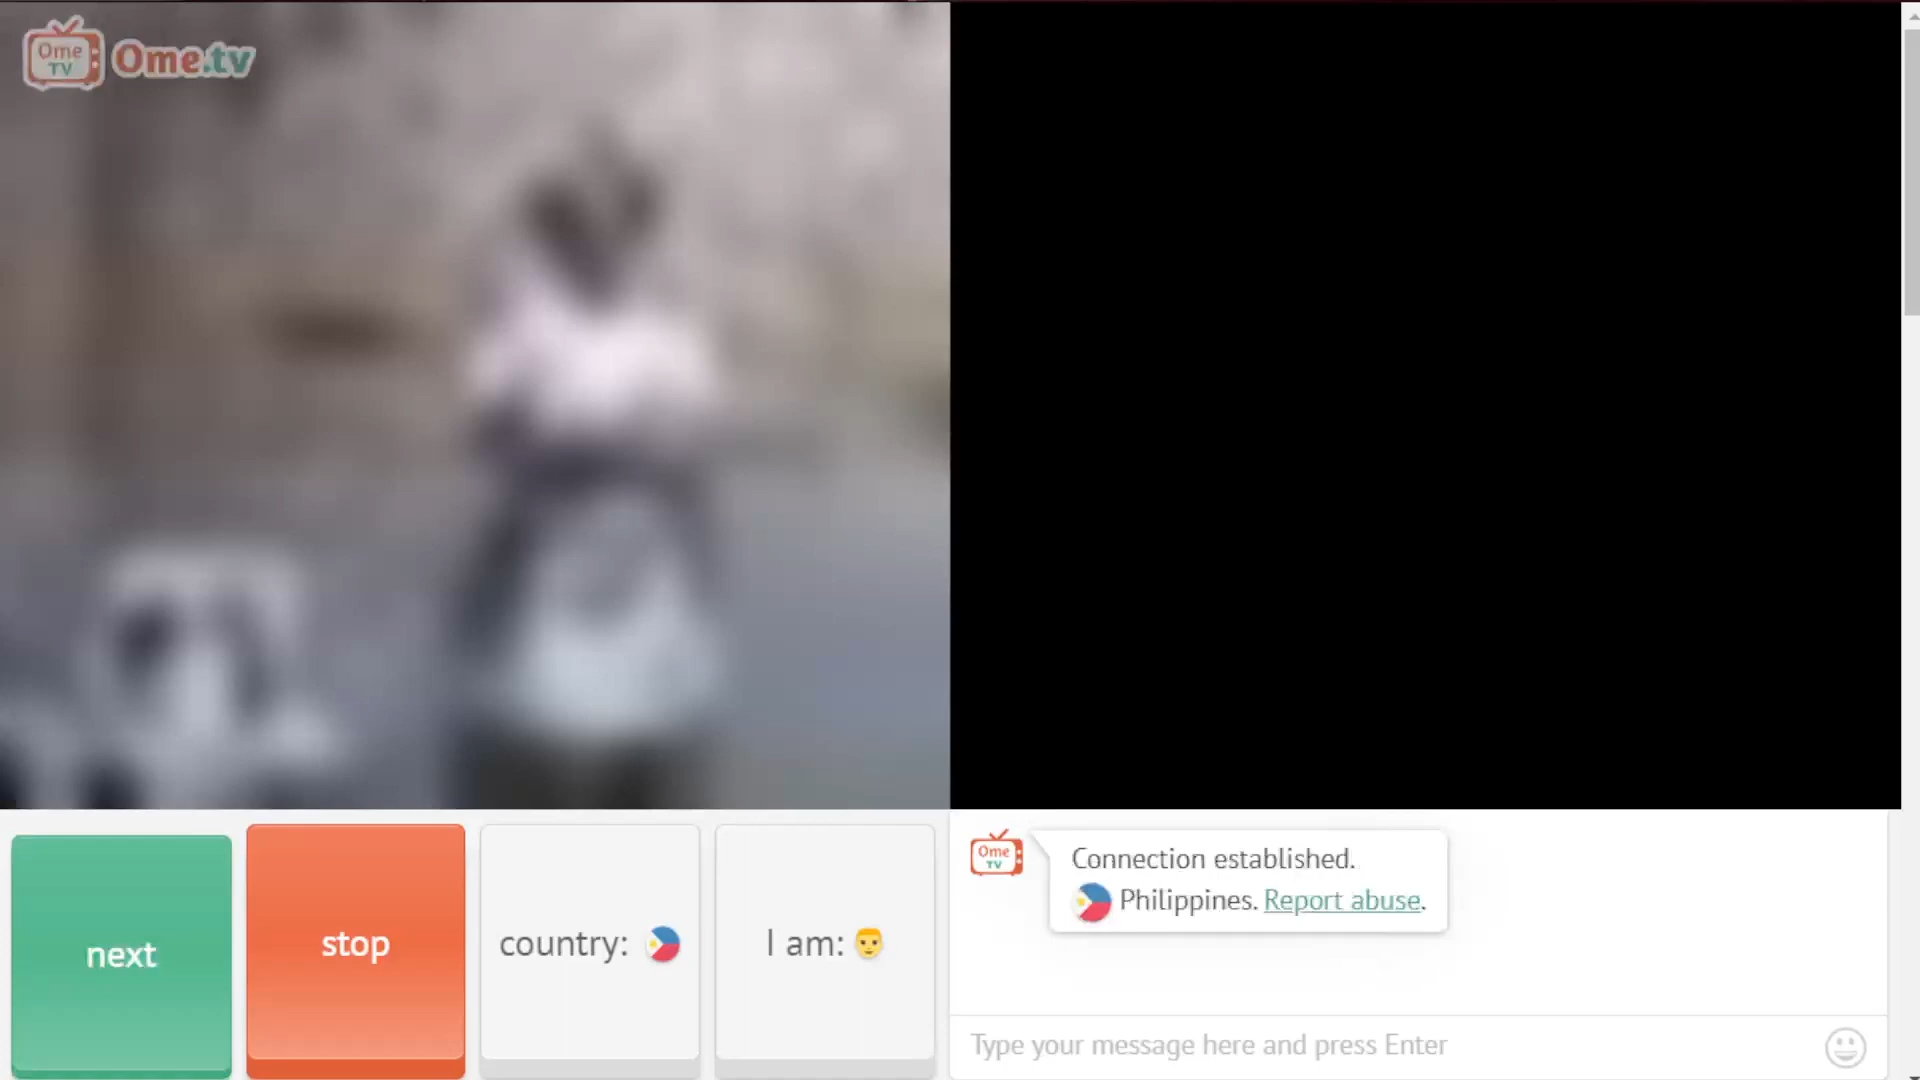 Ome
TV
Ome.tv
next
stop
country:
I am:
Ome
TV
Connection established.
Philippines. Report abuse.
Type your message here and press Enter